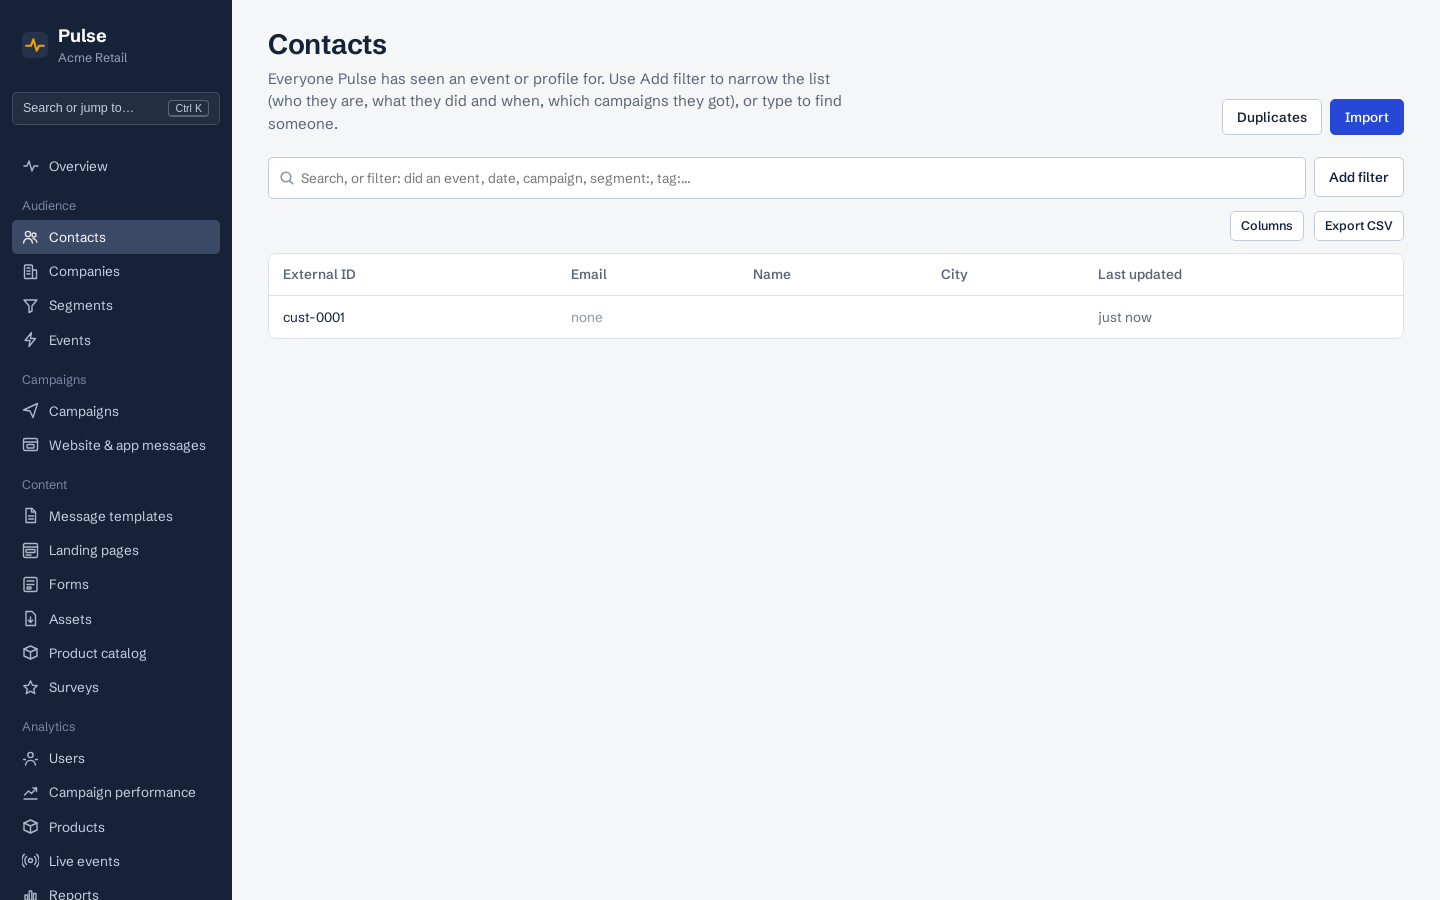 Pulse
Acme Retail
Search or jump to...
Ctrl K
Overview
Audience
Contacts
Companies
Segments
Events
Campaigns
Campaigns
Website & app messages
Content
Message templates
Landing pages
Forms
Assets
Product catalog
Surveys
Analytics
Users
Campaign performance
Products
Live events
Reports
Contacts
Everyone Pulse has seen an event or profile for. Use Add filter to narrow the list
(who they are, what they did and when, which campaigns they got), or type to find
someone.
Duplicates
Import
Search, or filter: did an event, date, campaign, segment:, tag:...
Add filter
Columns
Export CSV
External ID Email Name City Last updated
cust-0001 none just now